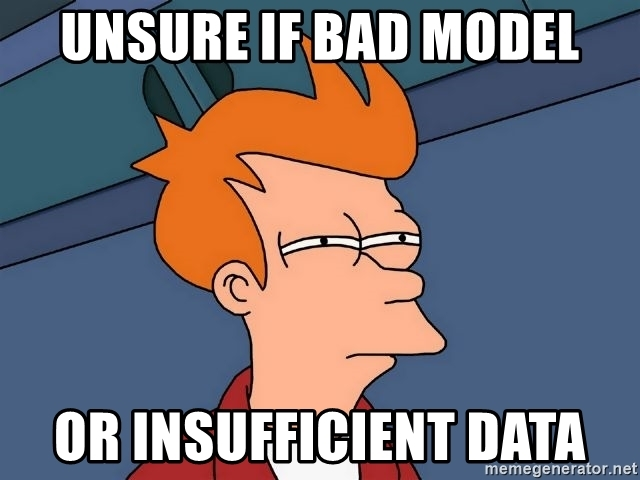 UNSURE IF BAD MODEL
OR INSUFFICIENT DATA
memegenerator.net